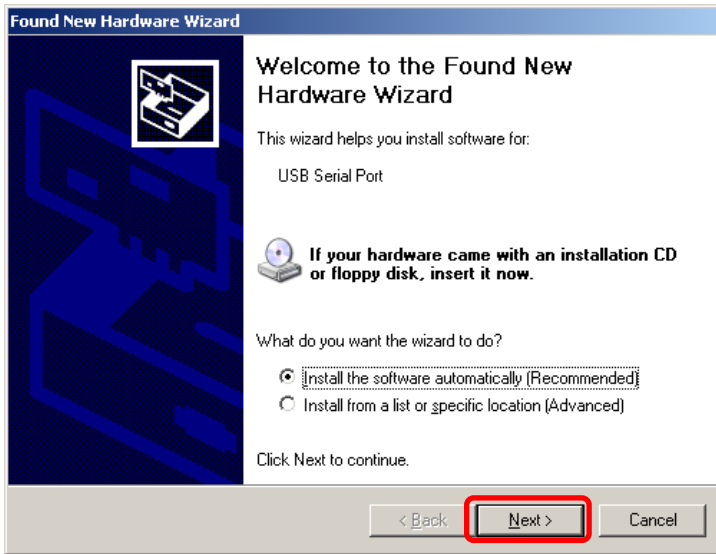 Found New Hardware Wizard
Welcome to the Found New
Hardware Wizard
This wizard helps you install software for:
USB Serial Port
If your hardware came with an installation CD
or floppy disk, insert it now.
What do you want the wizard to do?
Install the software automatically (Recommended)
Install from a list or specific location (Advanced)
Click Next to continue.
< Back Next > Cancel